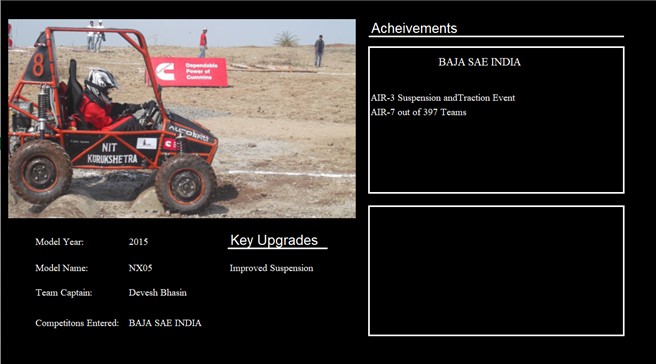 Acheivements
BAJA SAE INDIA
AIR-3 Suspension andTraction Event
AIR-7 out of 397 Teams
8
Dependable
Power of
Cummins
NIT
KURUKSHETRA
Model Year: 2015
Key Upgrades
Model Name: NX05
Improved Suspension
Team Captain: Devesh Bhasin
Competitons Entered: BAJA SAE INDIA